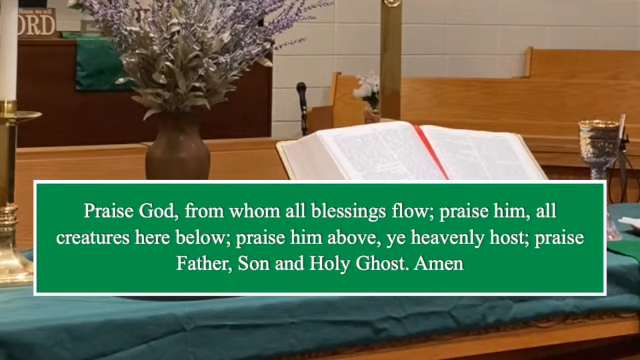 ORD
Praise God, from whom all blessings flow; praise him, all
creatures here below; praise him above, ye heavenly host; praise
Father, Son and Holy Ghost. Amen